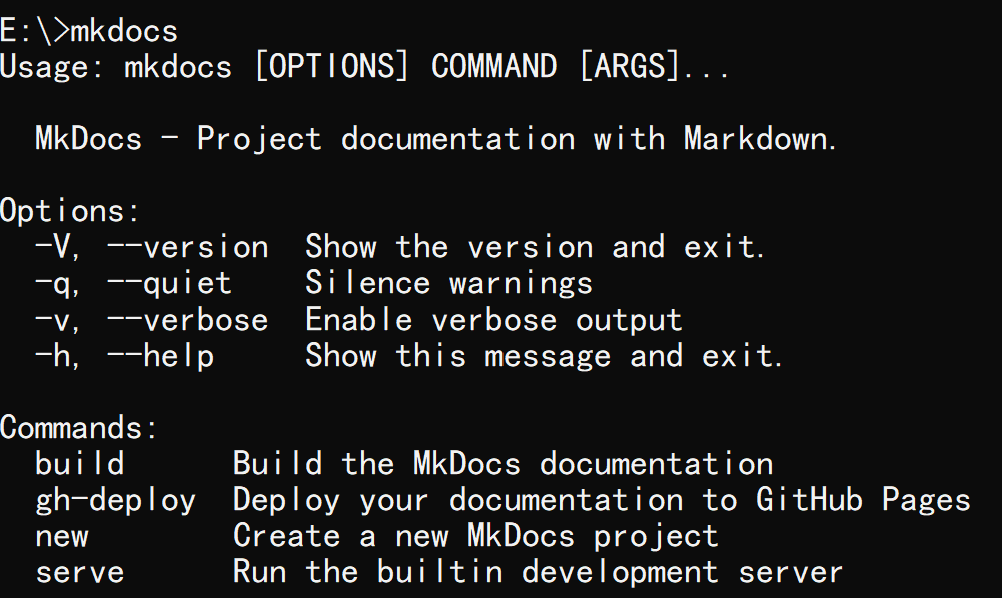 E:\>mkdocs
Usage: mkdocs [OPTIONS] COMMAND [ARGS]...
MkDocs - Project documentation with Markdown.
Options:
-V, --version  Show the version and exit.
-q, --quiet    Silence warnings
-v, --verbose  Enable verbose output
-h, --help     Show this message and exit.
Commands:
build      Build the MkDocs documentation
gh-deploy  Deploy your documentation to GitHub Pages
new        Create a new MkDocs project
serve      Run the builtin development server